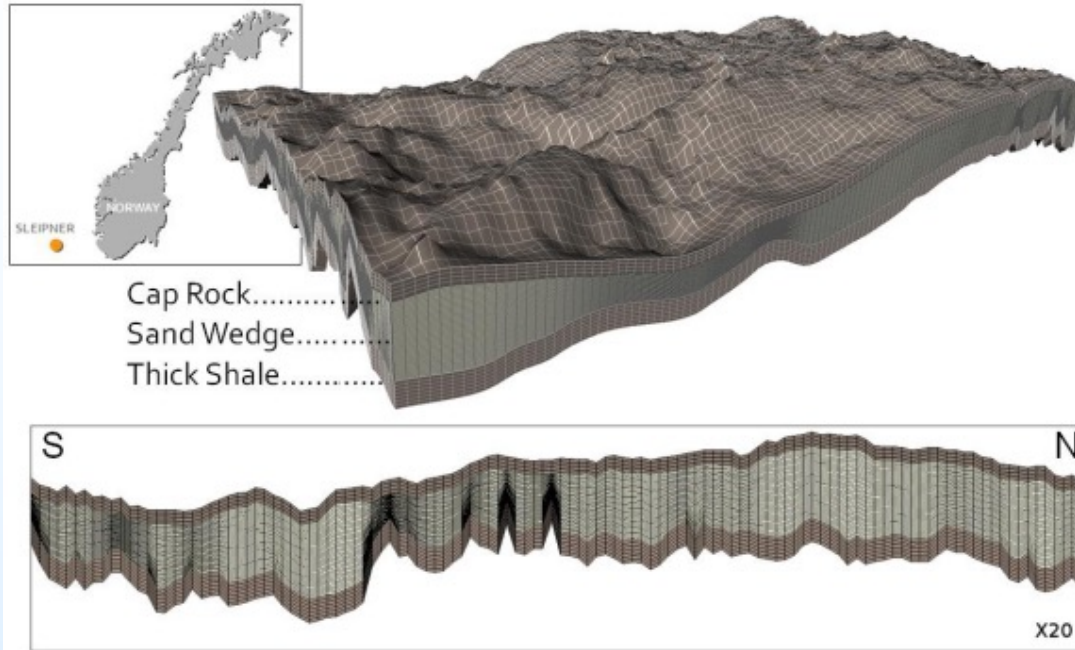 NORWAY
SLEIPNER
Cap Rock..............
Sand Wedge..........
Thick Shale............
S
N
X20